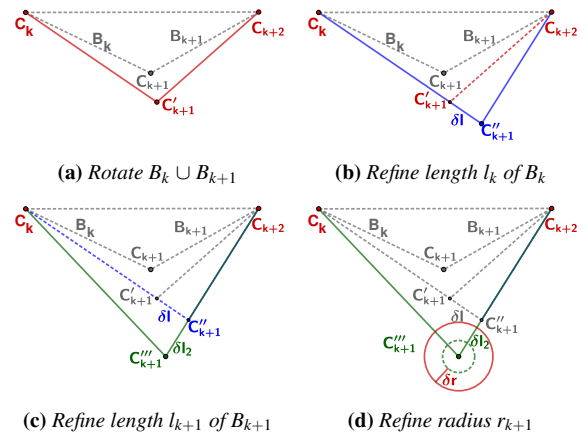 C_k B_k B_{k+1} C_{k+2}
C_{k+1}
C'_{k+1}
(a) Rotate B_k ∪ B_{k+1}
C_k B_k B_{k+1} C_{k+2}
C_{k+1}
C'_{k+1}
δl C''_{k+1}
(b) Refine length l_k of B_k
C_k B_k B_{k+1} C_{k+2}
C_{k+1}
C'_{k+1}
δl C''_{k+1}
C'''_{k+1} δl_2
(c) Refine length l_{k+1} of B_{k+1}
C_k B_k B_{k+1} C_{k+2}
C_{k+1}
C'_{k+1}
δl C''_{k+1}
C'''_{k+1} δl_2
δr
(d) Refine radius r_{k+1}